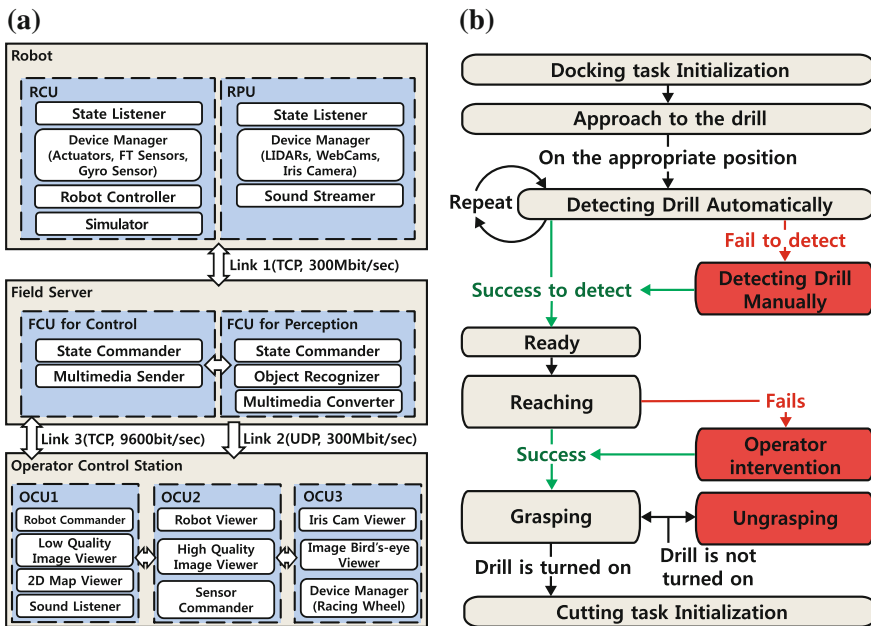 (a)
Robot
RCU
State Listener
Device Manager
(Actuators, FT Sensors,
Gyro Sensor)
Robot Controller
Simulator
RPU
State Listener
Device Manager
(LIDARs, WebCams,
Iris Camera)
Sound Streamer
Link 1(TCP, 300Mbit/sec)
Field Server
FCU for Control
State Commander
Multimedia Sender
FCU for Perception
State Commander
Object Recognizer
Multimedia Converter
Link 3(TCP, 9600bit/sec)
Link 2(UDP, 300Mbit/sec)
Operator Control Station
OCU1
Robot Commander
Low Quality
Image Viewer
2D Map Viewer
Sound Listener
OCU2
Robot Viewer
High Quality
Image Viewer
Sensor
Commander
OCU3
Iris Cam Viewer
Image Bird's-eye
Viewer
Device Manager
(Racing Wheel)
(b)
Docking task Initialization
Approach to the drill
On the appropriate position
Repeat
Detecting Drill Automatically
Fail to detect
Detecting Drill
Manually
Success to detect
Ready
Reaching
Fails
Operator
intervention
Success
Grasping
Ungrasping
Drill is turned on
Drill is not
turned on
Cutting task Initialization